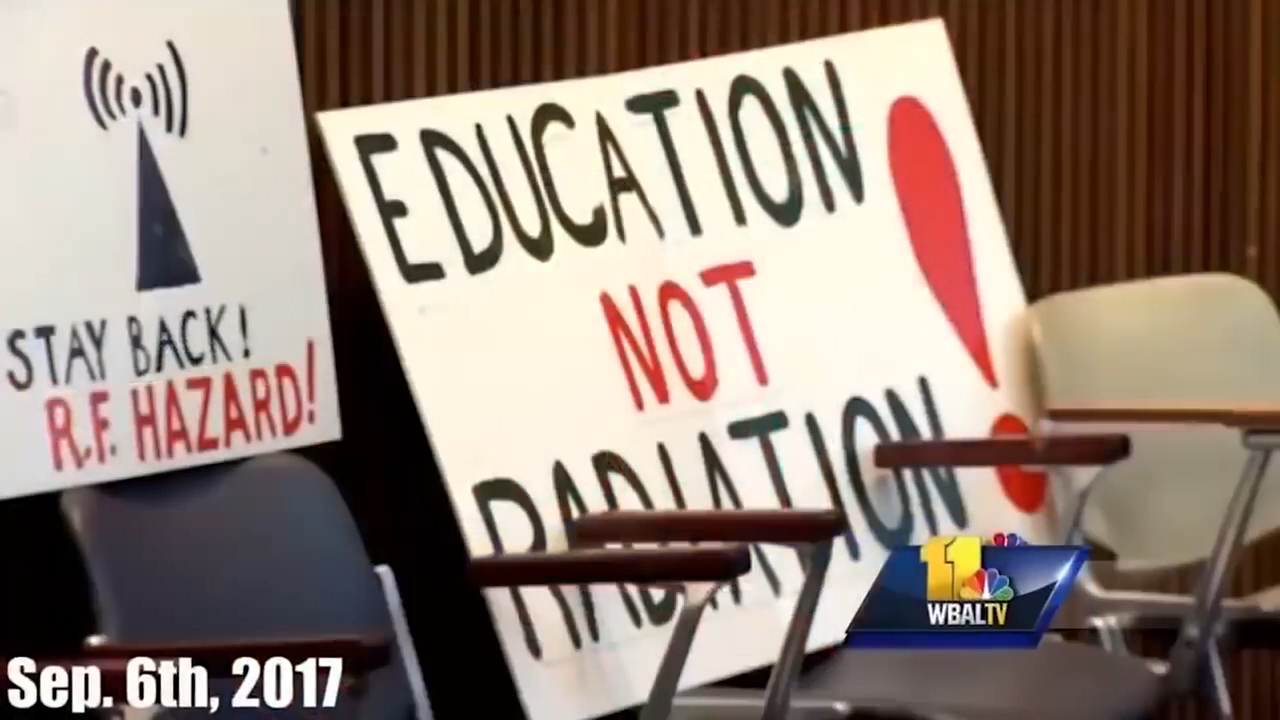 STAY BACK!
R.F. HAZARD!
EDUCATION
NOT
RADIATION
!
11
WBALTV
Sep. 6th, 2017